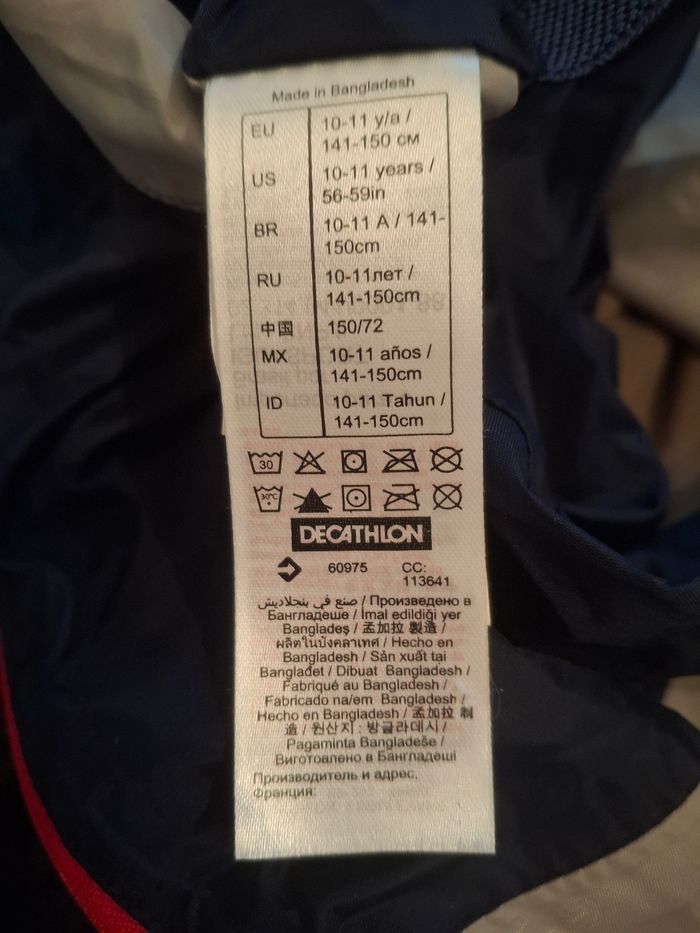 Made in Bangladesh
EU 10-11 y/a /
141-150 см
US 10-11 years /
56-59in
BR 10-11 A / 141-
150cm
RU 10-11лет /
141-150cm
中国 150/72
MX 10-11 años /
141-150cm
ID 10-11 Tahun /
141-150cm
30
30°C
DECATHLON
60975 CC:
113641
صنع في بنجلاديش / Произведено в
Бангладеше / İmal edildiği yer
Bangladeş / 孟加拉 製造 /
ผลิตในบังคลาเทศ / Hecho en
Bangladesh / Sản xuất tại
Banglađet / Dibuat Bangladesh /
Fabriqué au Bangladesh /
Fabricado na/em Bangladesh /
Hecho en Bangladesh / 孟加拉 制
造 / 원산지 : 방글라데시 /
Pagaminta Bangladeše /
Виготовлено в Бангладеші
Производитель и адрес,
Франция: